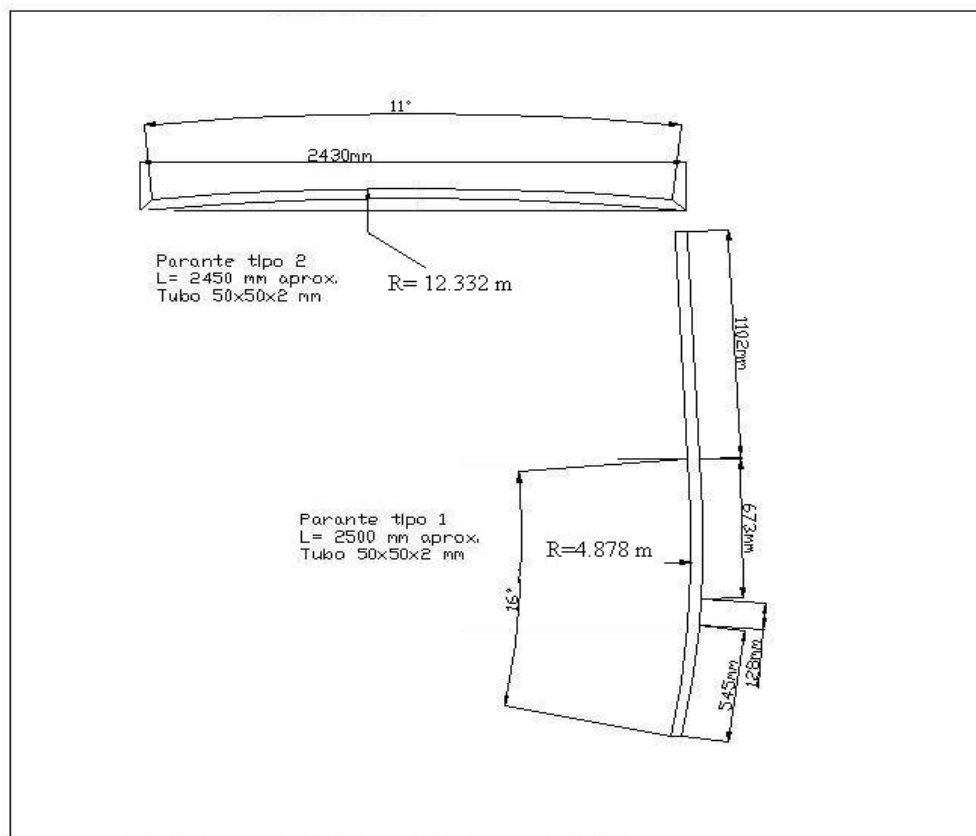 11°
2430mm
Parante tipo 2
L= 2450 mm aprox.
Tubo 50x50x2 mm
R= 12.332 m
1102mm
Parante tipo 1
L= 2500 mm aprox.
Tubo 50x50x2 mm
R=4.878 m
673mm
16°
128mm
545mm